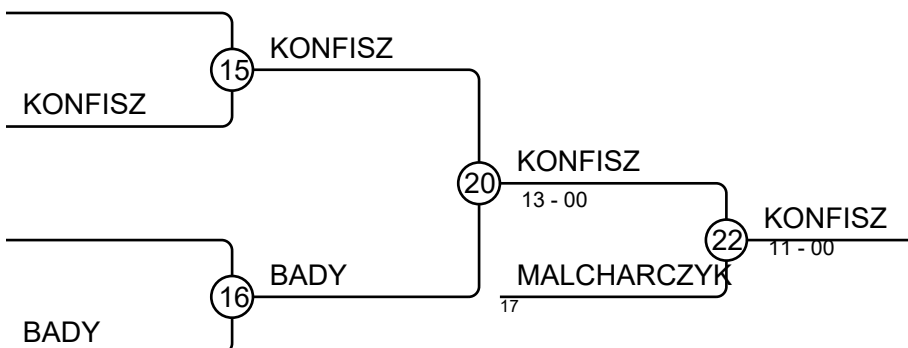 KONFISZ
15
KONFISZ
KONFISZ
20
13 - 00
KONFISZ
22
11 - 00
BADY
16
MALCHARCZYK
17
BADY